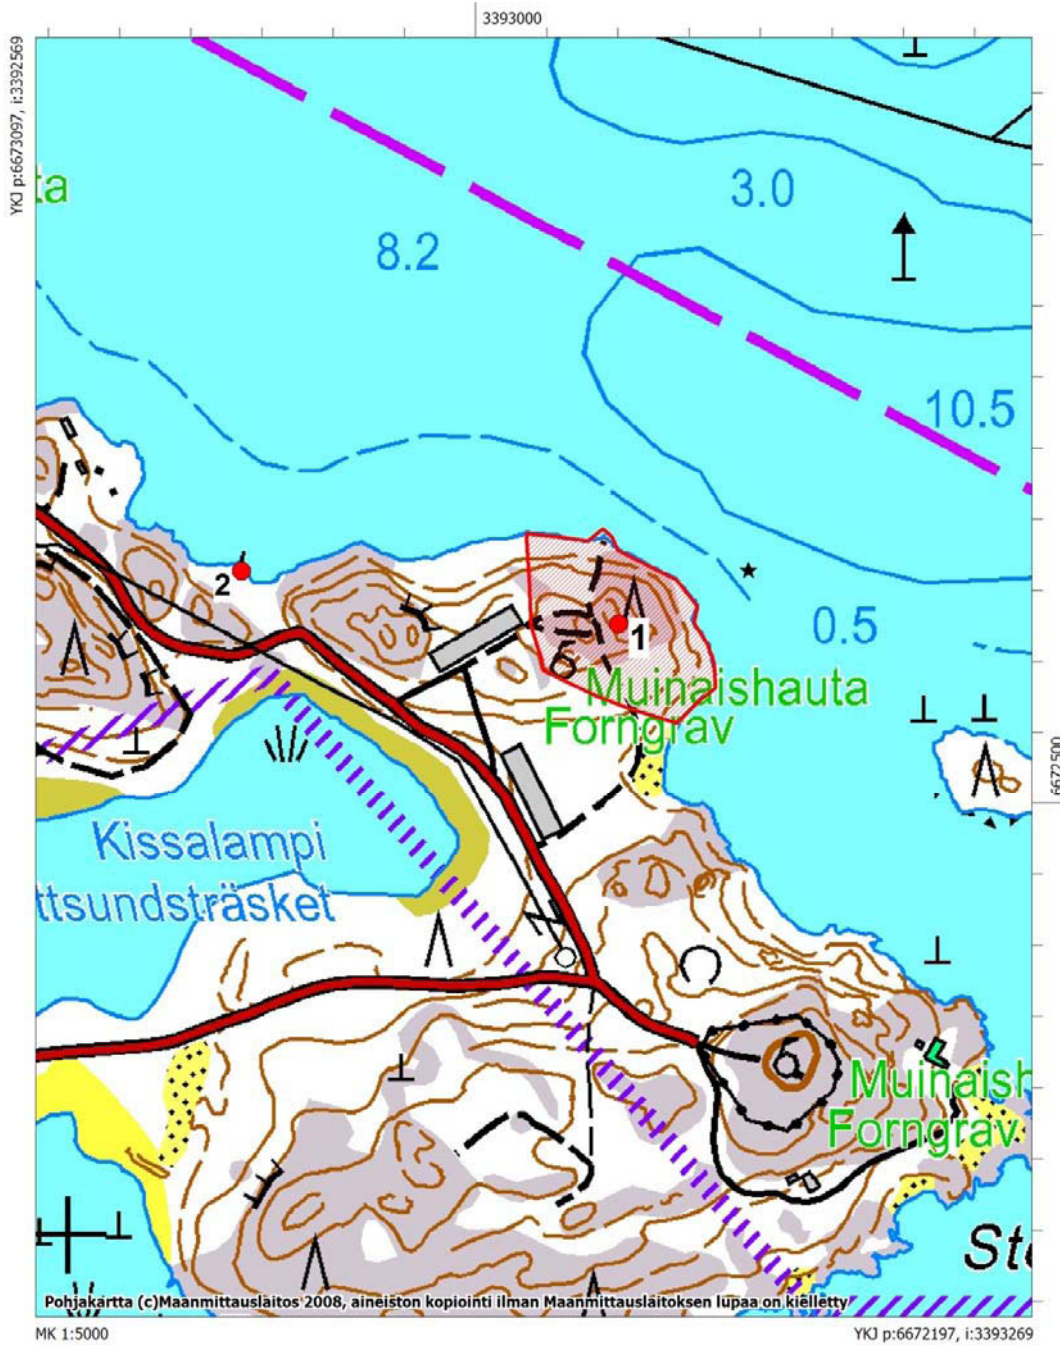 3393000
YKJ p:6673097, i:3392569
ta
3.0
8.2
10.5
2
1
0.5
Muinaishauta
Forngrav
6672500
Kissalampi
ttsundsträsket
Muinaish
Forngrav
Sto
Pohjakartta (c)Maanmittauslaitos 2008, aineiston kopiointi ilman Maanmittauslaitoksen lupaa on kielletty
MK 1:5000
YKJ p:6672197, i:3393269